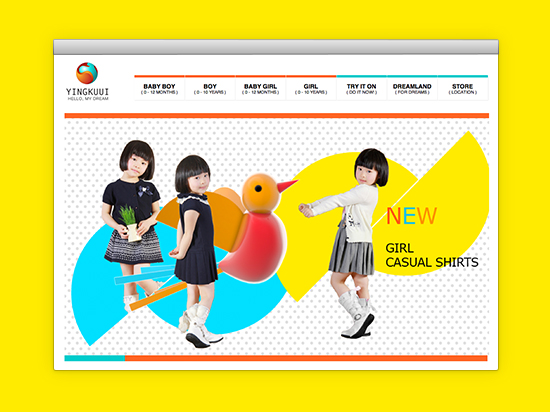 YINGKUUI
HELLO, MY DREAM
BABY BOY
( 0 - 12 MONTHS )
BOY
( 0 - 10 YEARS )
BABY GIRL
( 0 - 12 MONTHS )
GIRL
( 0 - 10 YEARS )
TRY IT ON
( DO IT NOW )
DREAMLAND
( FOR DREAMS )
STORE
( LOCATION )
NEW
GIRL
CASUAL SHIRTS